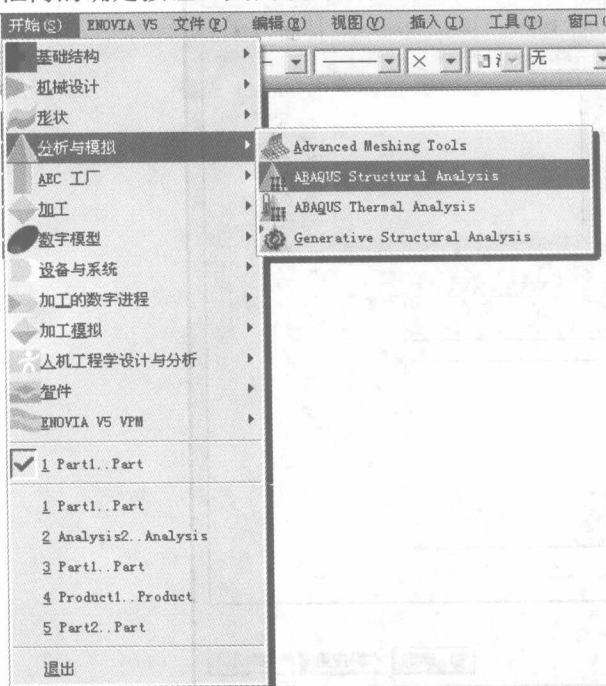 开始(S) ENOVIA V5 文件(F) 编辑(E) 视图(V) 插入(I) 工具(T) 窗口(
无
基础结构
机械设计
形状
分析与模拟
Advanced Meshing Tools
AEC 工厂
ABAQUS Structural Analysis
加工
ABAQUS Thermal Analysis
数字模型
Generative Structural Analysis
设备与系统
加工的数字进程
加工模拟
人机工程学设计与分析
智件
ENOVIA V5 VPM
1 Part1..Part
1 Part1..Part
2 Analysis2..Analysis
3 Part1..Part
4 Product1..Product
5 Part2..Part
退出